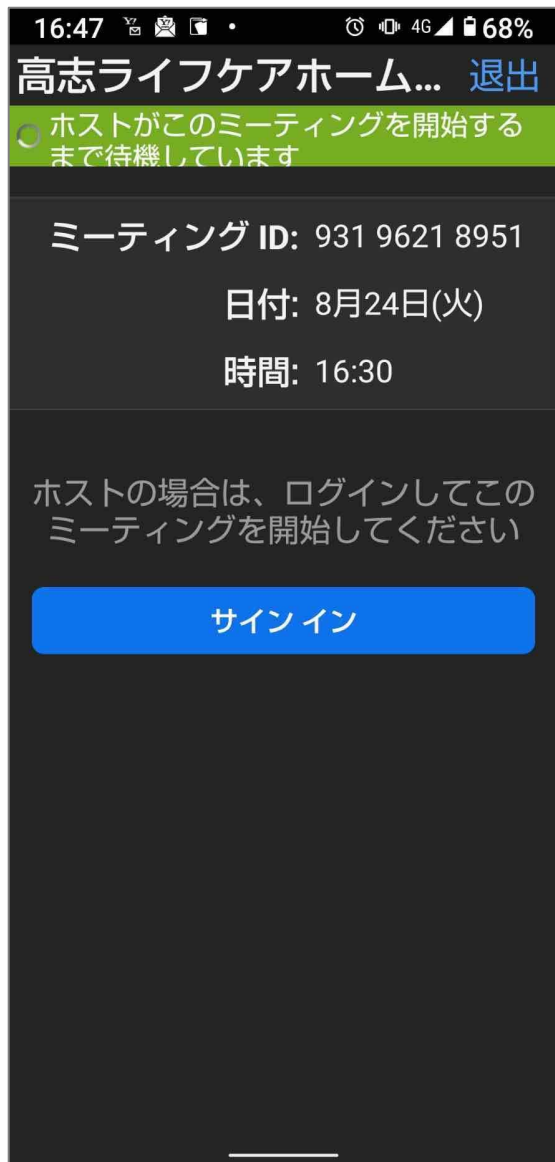 16:47 4G 68%
高志ライフケアホーム... 退出
ホストがこのミーティングを開始する
まで待機しています
ミーティング ID: 931 9621 8951
日付: 8月24日(火)
時間: 16:30
ホストの場合は、ログインしてこの
ミーティングを開始してください
サイン イン